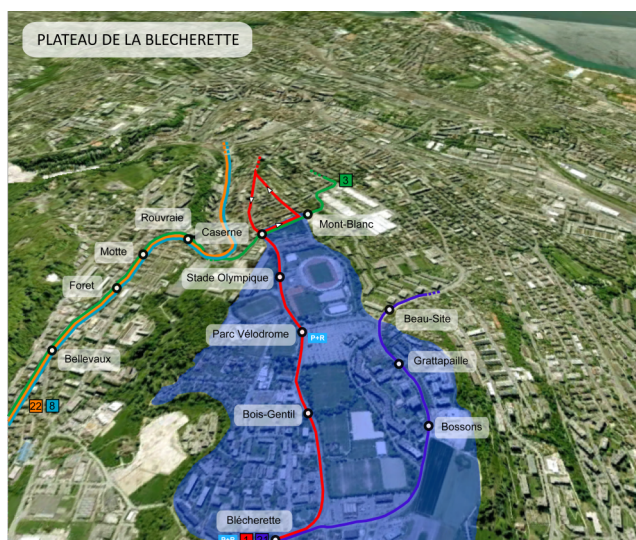 PLATEAU DE LA BLECHERETTE
3
Rouvraie
Caserne
Mont-Blanc
Motte
Stade Olympique
Foret
Beau-Site
Parc Vélodrome
P+R
Bellevaux
Grattapaille
22 8
Bois-Gentil
Bossons
Blécherette
P+R 1 21